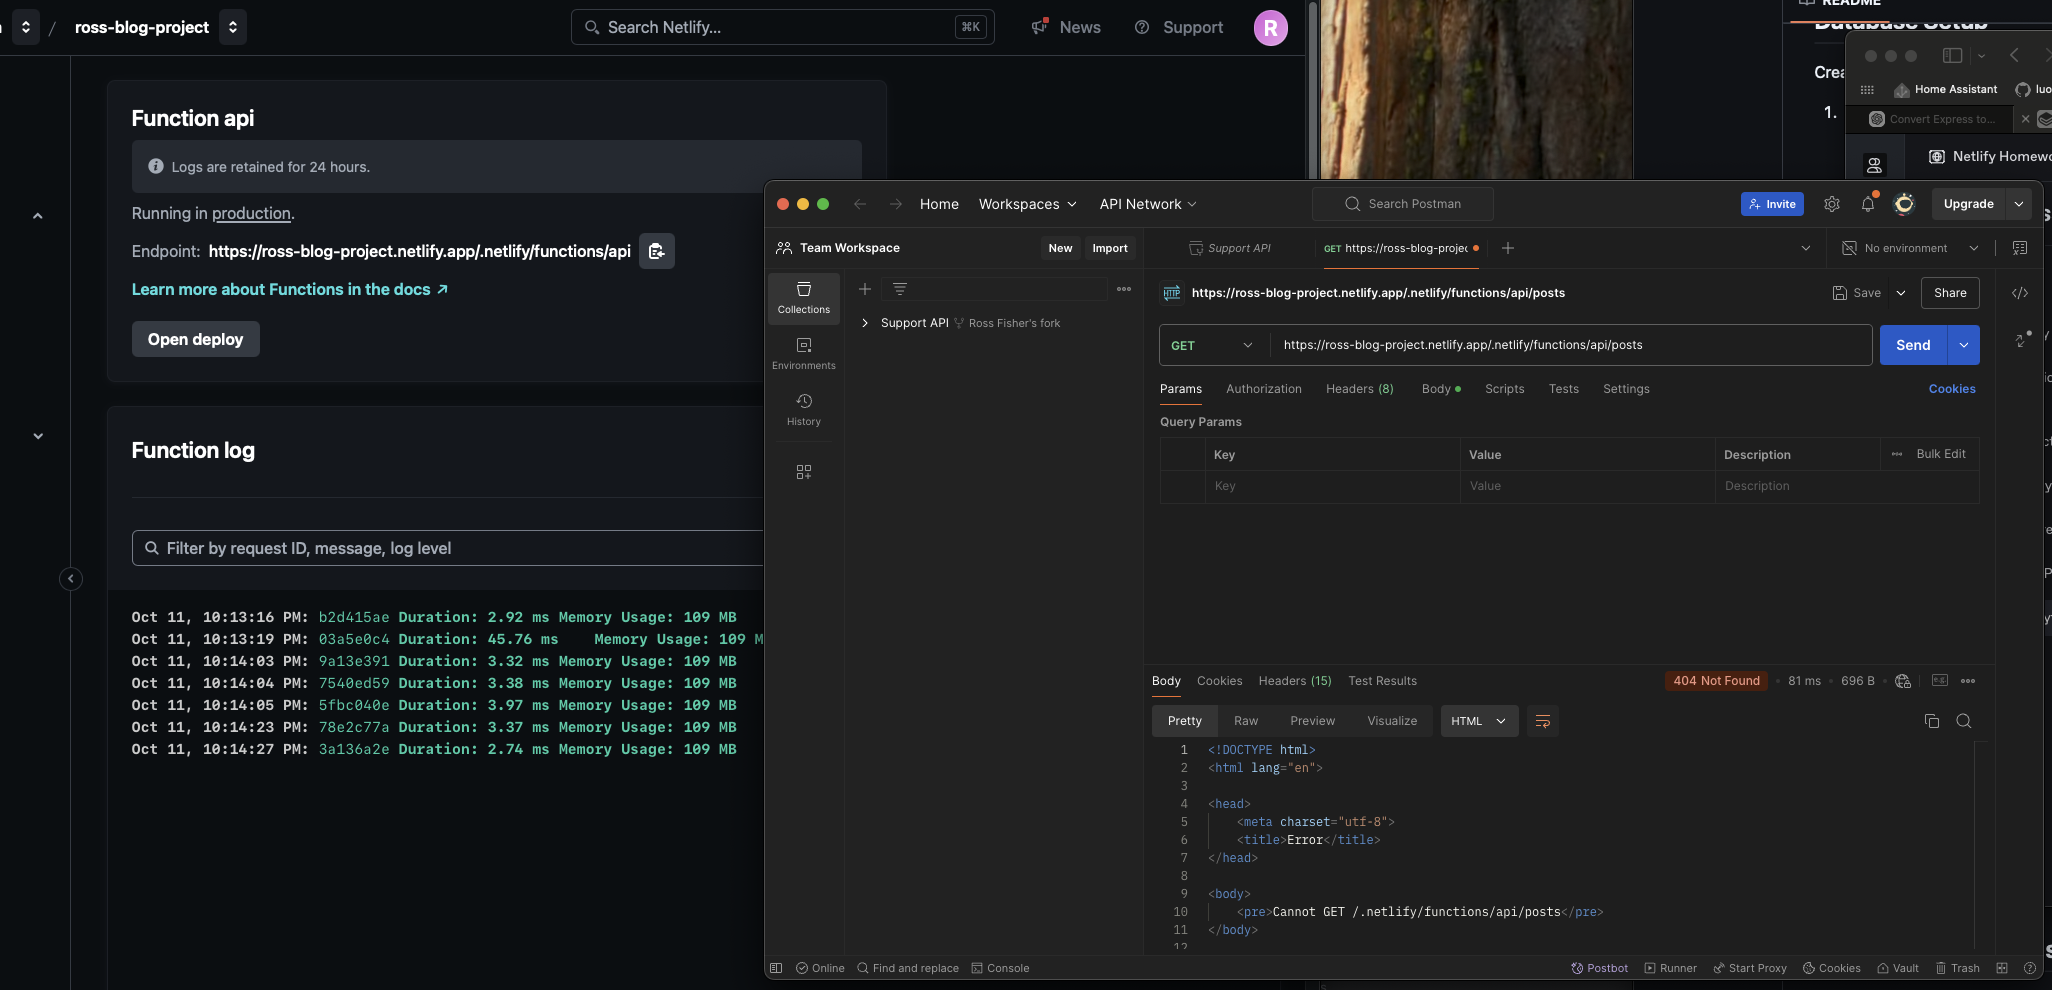 ross-blog-project
Search Netlify...
⌘K
News
Support
R
Function api
Logs are retained for 24 hours.
Running in production.
Endpoint: https://ross-blog-project.netlify.app/.netlify/functions/api
Learn more about Functions in the docs
Open deploy
Function log
Filter by request ID, message, log level
Oct 11, 10:13:16 PM: b2d415ae Duration: 2.92 ms Memory Usage: 109 MB
Oct 11, 10:13:19 PM: 03a5e0c4 Duration: 45.76 ms Memory Usage: 109 M
Oct 11, 10:14:03 PM: 9a13e391 Duration: 3.32 ms Memory Usage: 109 MB
Oct 11, 10:14:04 PM: 7540ed59 Duration: 3.38 ms Memory Usage: 109 MB
Oct 11, 10:14:05 PM: 5fbc040e Duration: 3.97 ms Memory Usage: 109 MB
Oct 11, 10:14:23 PM: 78e2c77a Duration: 3.37 ms Memory Usage: 109 MB
Oct 11, 10:14:27 PM: 3a136a2e Duration: 2.74 ms Memory Usage: 109 MB
README
Database Setup
Crea
1.
Home Assistant
luo
Convert Express to...
Netlify Homewo
Home
Workspaces
API Network
Search Postman
Invite
Upgrade
Team Workspace
New
Import
Support API
GET https://ross-blog-projec
No environment
Collections
Environments
History
Support API
Ross Fisher's fork
HTTP
https://ross-blog-project.netlify.app/.netlify/functions/api/posts
Save
Share
GET
https://ross-blog-project.netlify.app/.netlify/functions/api/posts
Send
Params
Authorization
Headers (8)
Body
Scripts
Tests
Settings
Cookies
Query Params
Key
Value
Description
Bulk Edit
Key
Value
Description
Body
Cookies
Headers (15)
Test Results
404 Not Found
81 ms
696 B
Pretty
Raw
Preview
Visualize
HTML
1 <!DOCTYPE html>
2 <html lang="en">
3
4 <head>
5 <meta charset="utf-8">
6 <title>Error</title>
7 </head>
8
9 <body>
10 <pre>Cannot GET /.netlify/functions/api/posts</pre>
11 </body>
12
Online
Find and replace
Console
Postbot
Runner
Start Proxy
Cookies
Vault
Trash